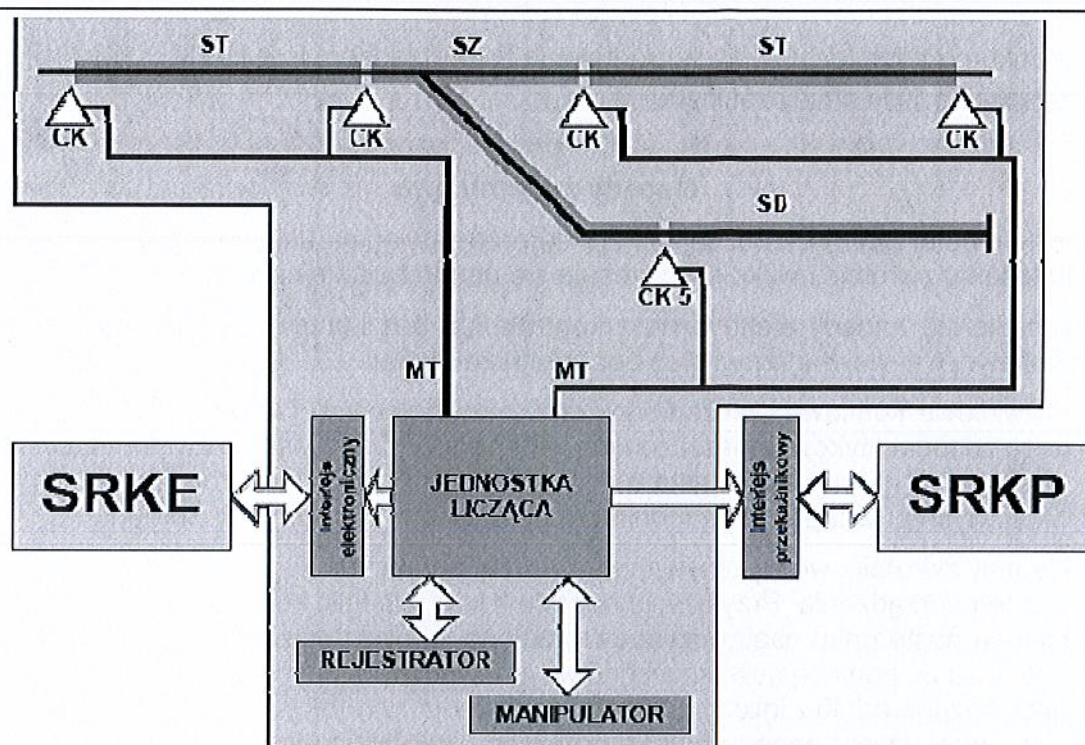 ST SZ ST
CK CK CK CK
SD
CK 5
MT MT
SRKE
Interfejs
elektroniczny
JEDNOSTKA
LICZĄCA
Interfejs
przekaźnikowy
SRKP
REJESTRATOR
MANIPULATOR